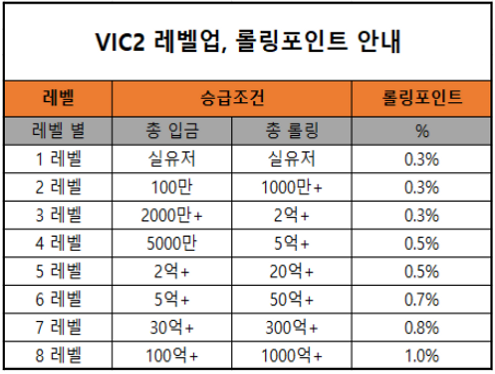 VIC2 레벨업, 롤링포인트 안내
레벨 승급조건 롤링포인트
레벨 별 총 입금 총 롤링 %
1 레벨 실유저 실유저 0.3%
2 레벨 100만 1000만+ 0.3%
3 레벨 2000만+ 2억+ 0.3%
4 레벨 5000만 5억+ 0.5%
5 레벨 2억+ 20억+ 0.5%
6 레벨 5억+ 50억+ 0.7%
7 레벨 30억+ 300억+ 0.8%
8 레벨 100억+ 1000억+ 1.0%